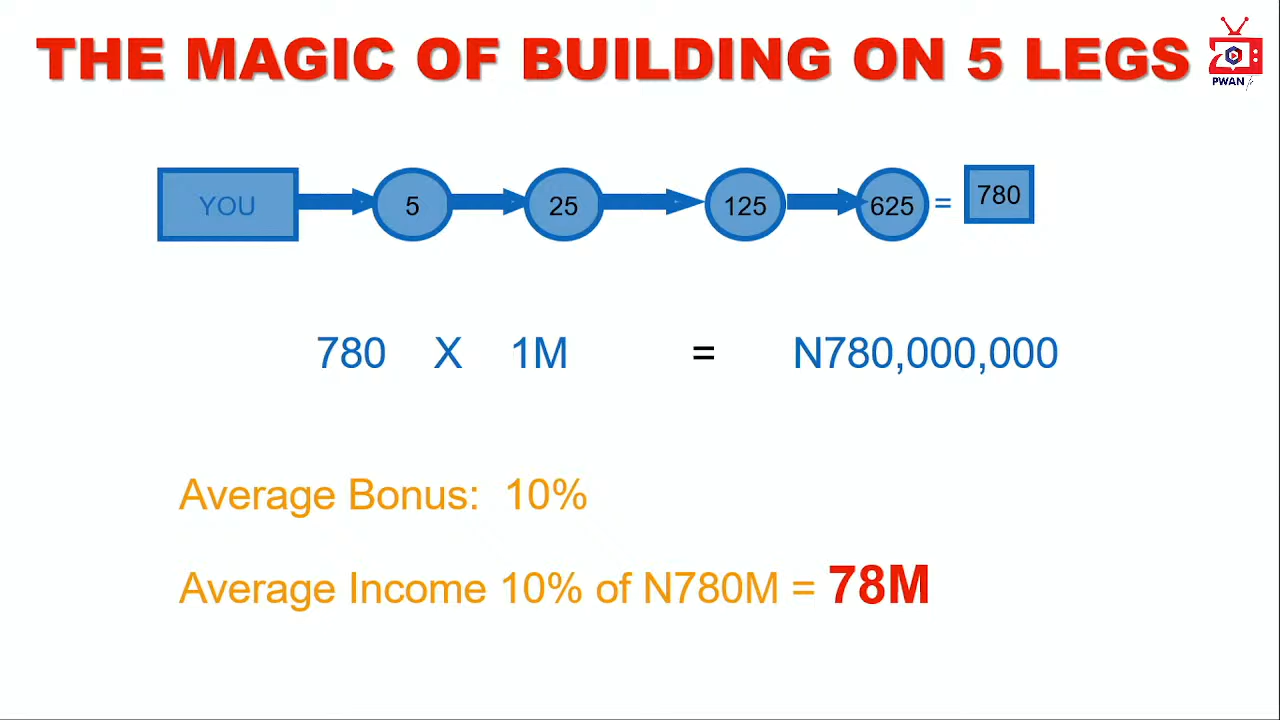 THE MAGIC OF BUILDING ON 5 LEGS
PWAN
YOU 5 25 125 625 = 780
780 X 1M = N780,000,000
Average Bonus: 10%
Average Income 10% of N780M = 78M